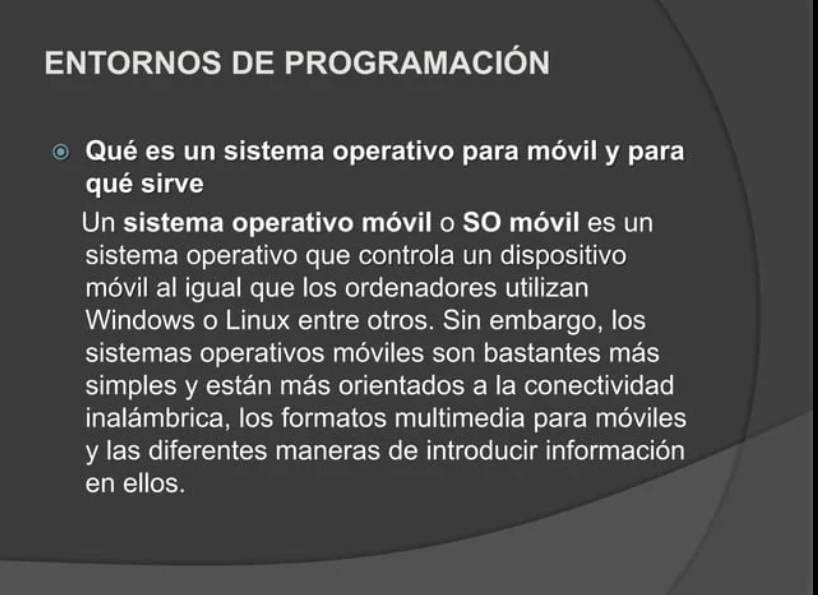 ENTORNOS DE PROGRAMACIÓN
Qué es un sistema operativo para móvil y para
qué sirve
Un sistema operativo móvil o SO móvil es un
sistema operativo que controla un dispositivo
móvil al igual que los ordenadores utilizan
Windows o Linux entre otros. Sin embargo, los
sistemas operativos móviles son bastantes más
simples y están más orientados a la conectividad
inalámbrica, los formatos multimedia para móviles
y las diferentes maneras de introducir información
en ellos.